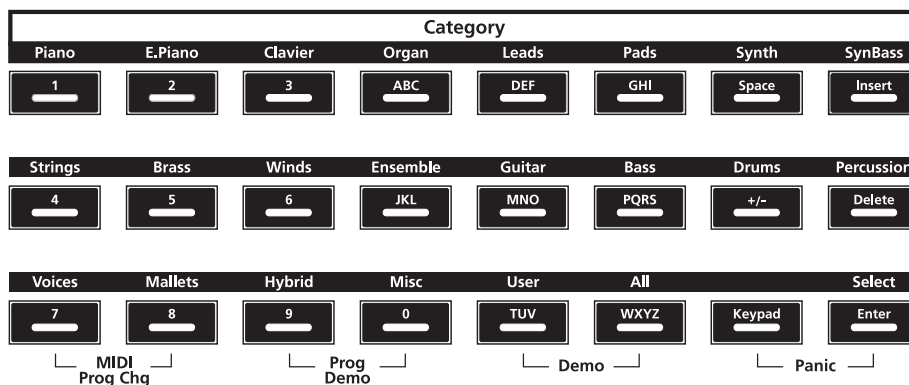 Category
Piano E.Piano Clavier Organ Leads Pads Synth SynBass
1 2 3 ABC DEF GHI Space Insert
Strings Brass Winds Ensemble Guitar Bass Drums Percussion
4 5 6 JKL MNO PQRS +/- Delete
Voices Mallets Hybrid Misc User All Select
7 8 9 0 TUV WXYZ Keypad Enter
MIDI Prog Demo Panic
Prog Chg Demo